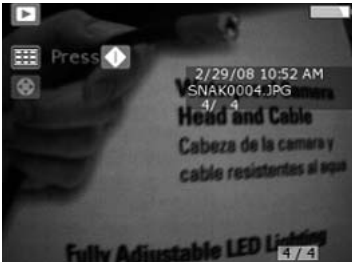 Press
2/29/08 10:52 AM
SNAK0004.JPG
4/ 4
Head and Cable
Cabeza de la camara y
cable resistentes al aqua
Fully Adjustable LED Lighting
4 / 4